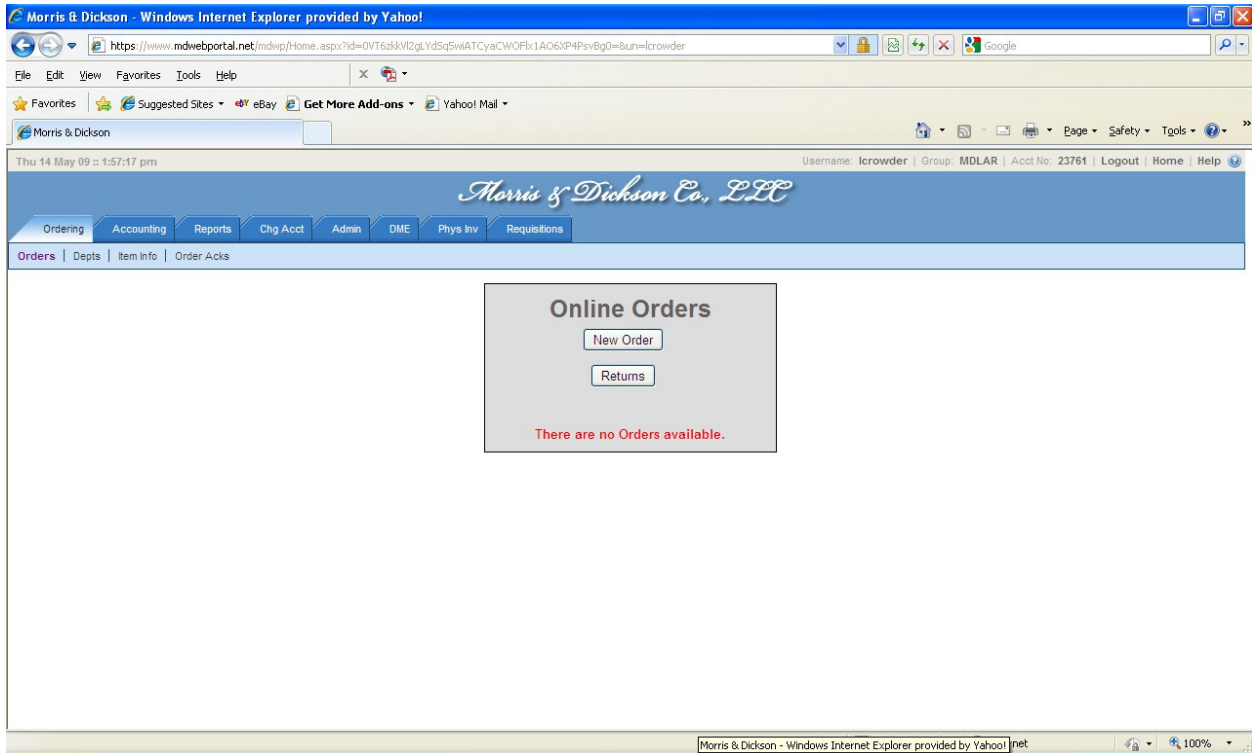 Morris & Dickson - Windows Internet Explorer provided by Yahoo!
https://www.mdwebportal.net/mdwp/Home.aspx?id=
Google
File Edit View Favorites Tools Help
Favorites Suggested Sites eBay Get More Add-ons Yahoo! Mail
Morris & Dickson Page Safety Tools
Thu 14 May 09 :: 1:57:17 pm Username: lcrowder | Group: MDLAR | Acct No: 23761 | Logout | Home | Help
Morris & Dickson Co., LLC
Ordering Accounting Reports Chg Acct Admin DME Phys Inv Requisitions
Orders | Depts | Item Info | Order Acks
Online Orders
New Order
Returns
There are no Orders available.
Morris & Dickson - Windows Internet Explorer provided by Yahoo! 100%